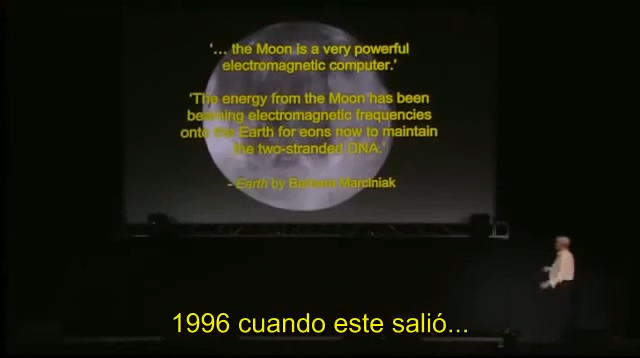 ‘... the Moon is a very powerful
electromagnetic computer.’
‘The energy from the Moon has been
beaming electromagnetic frequencies
onto the Earth for eons now to maintain
the two-stranded DNA.’
- Earth by Barbara Marciniak
1996 cuando este salió...